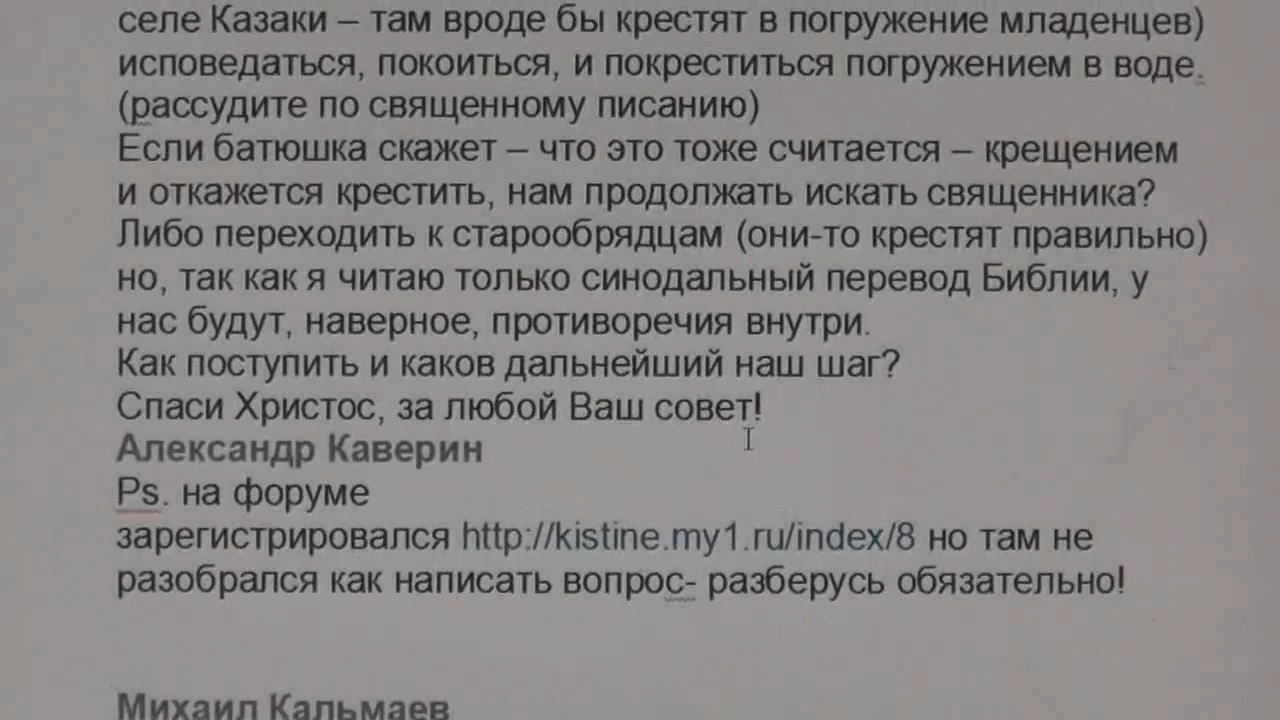 селе Казаки – там вроде бы крестят в погружение младенцев)
исповедаться, покоиться, и покреститься погружением в воде.
(рассудите по священному писанию)
Если батюшка скажет – что это тоже считается – крещением
и откажется крестить, нам продолжать искать священника?
Либо переходить к старообрядцам (они-то крестят правильно)
но, так как я читаю только синодальный перевод Библии, у
нас будут, наверное, противоречия внутри.
Как поступить и каков дальнейший наш шаг?
Спаси Христос, за любой Ваш совет!
Александр Каверин
Ps. на форуме
зарегистрировался http://kistine.my1.ru/index/8 но там не
разобрался как написать вопрос- разберусь обязательно!
Михаил Кальмаев